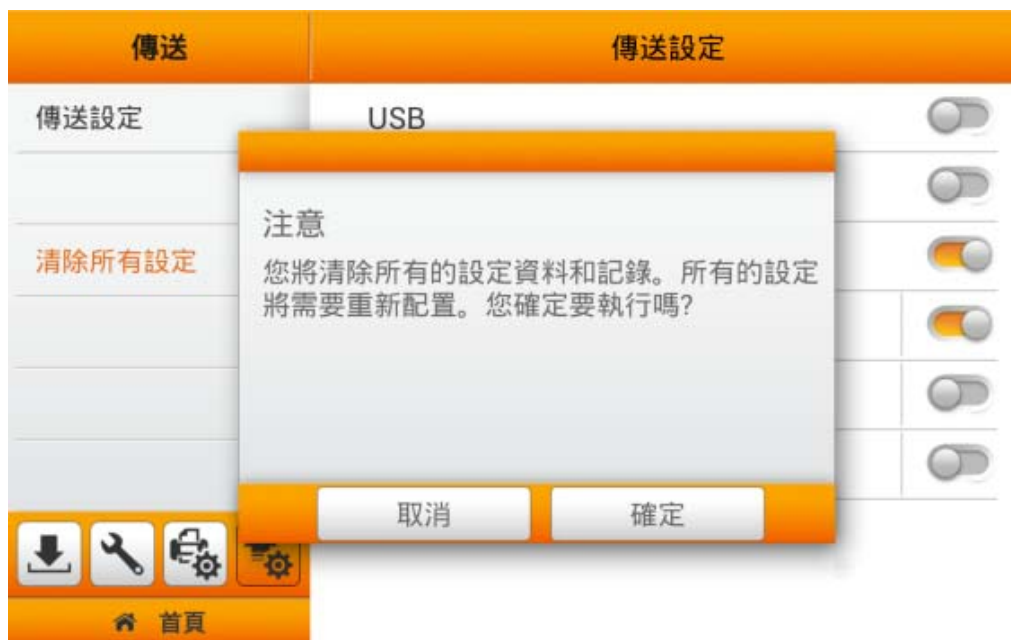 傳送
傳送設定
傳送設定
USB
清除所有設定
注意
您將清除所有的設定資料和記錄。所有的設定
將需要重新配置。您確定要執行嗎?
取消
確定
首頁